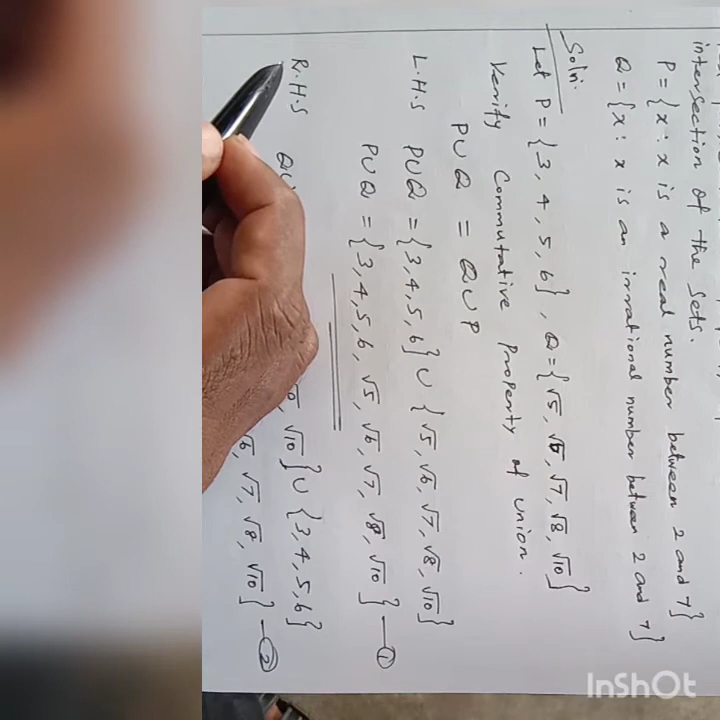 intersection of the sets.
P = {x : x is a real number between 2 and 7}
Q = {x : x is an irrational number between 2 and 7}
Soln.
Let P = {3, 4, 5, 6}, Q = {√5, √6, √7, √8, √10}
Verify Commutative Property of union.
P∪Q = Q∪P
L.H.S P∪Q = {3, 4, 5, 6} ∪ {√5, √6, √7, √8, √10}
P∪Q = {3, 4, 5, 6, √5, √6, √7, √8, √10} — ①
R.H.S √10} ∪ {3, 4, 5, 6}
√7, √8, √10} — ②
InShOt